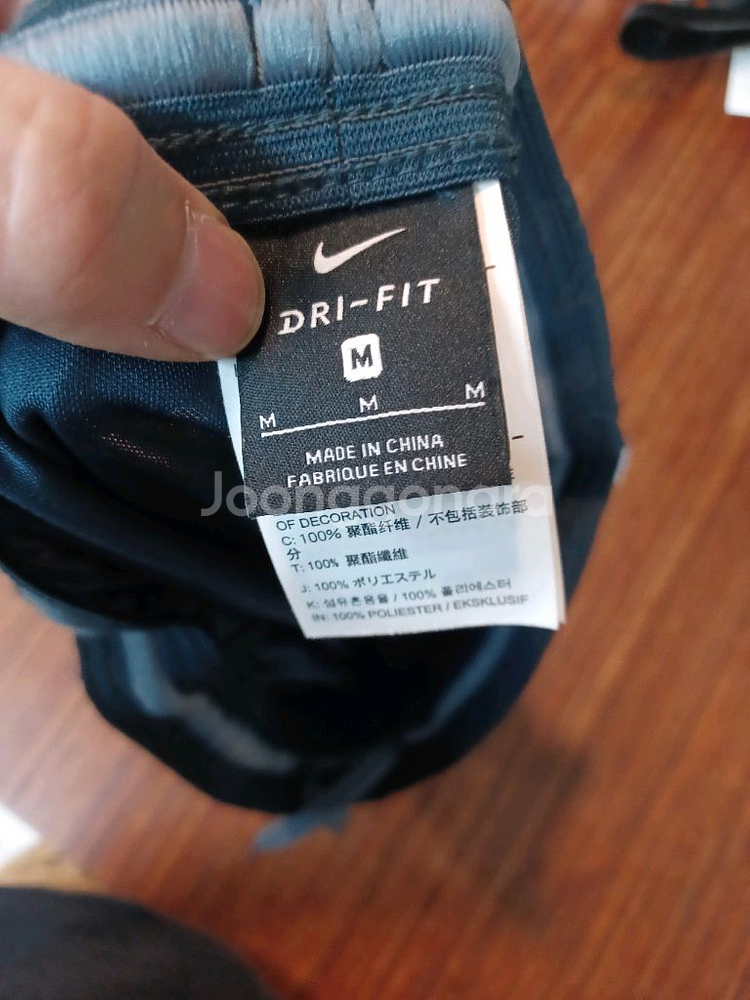 DRI-FIT
M
M M M
MADE IN CHINA
FABRIQUE EN CHINE
Joonggonara
OF DECORATION
C: 100% 聚酯纤维 / 不包括装饰部
分
T: 100% 聚酯纖維
J: 100% ポリエステル
K: 섬유혼용율 / 100% 폴리에스터
IN: 100% POLIESTER / EKSKLUSIF